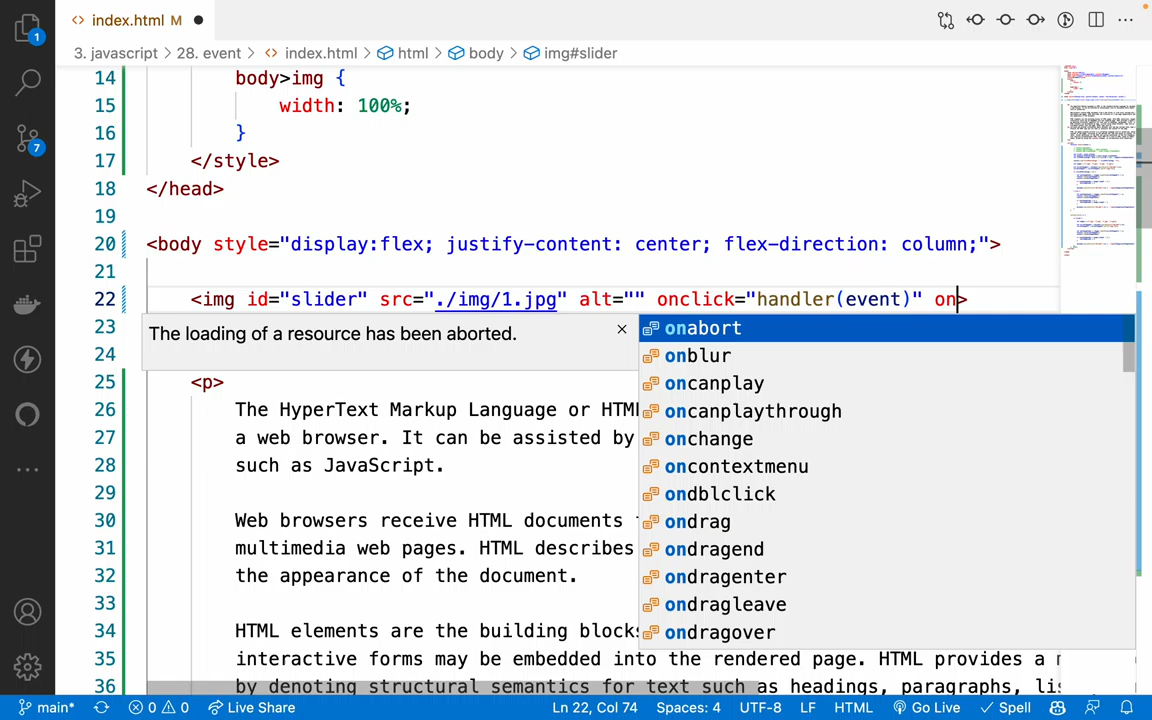 index.html M
3. javascript > 28. event > index.html > html > body > img#slider
14 body>img {
15 width: 100%;
16 }
17 </style>
18 </head>
19
20 <body style="display:flex; justify-content: center; flex-direction: column;">
21
22 <img id="slider" src="./img/1.jpg" alt="" onclick="handler(event)" on>
23
The loading of a resource has been aborted.
onabort
24
onblur
25 <p>
oncanplay
26 The HyperText Markup Language or HTML
oncanplaythrough
27 a web browser. It can be assisted by
onchange
28 such as JavaScript.
oncontextmenu
29
ondblclick
30 Web browsers receive HTML documents
ondrag
31 multimedia web pages. HTML describes
ondragend
32 the appearance of the document.
ondragenter
33
ondragleave
34 HTML elements are the building blocks
ondragover
35 interactive forms may be embedded into the rendered page. HTML provides a
36 by denoting structural semantics for text such as headings, paragraphs,
1
7
main* 0 0 Live Share Ln 22, Col 74 Spaces: 4 UTF-8 LF HTML Go Live Spell